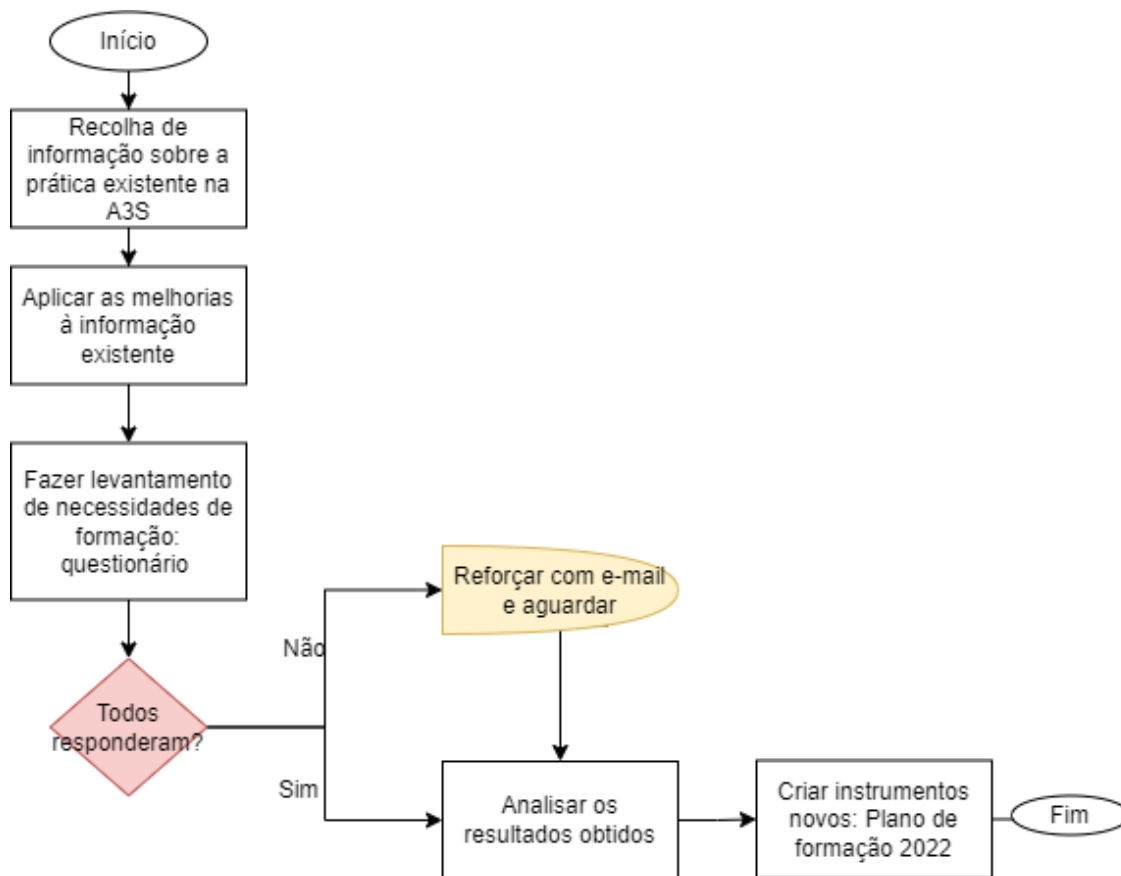 Início
Recolha de
informação sobre a
prática existente na
A3S
Aplicar as melhorias
à informação
existente
Fazer levantamento
de necessidades de
formação:
questionário
Todos
responderam?
Não
Reforçar com e-mail
e aguardar
Sim
Analisar os
resultados obtidos
Criar instrumentos
novos: Plano de
formação 2022
Fim